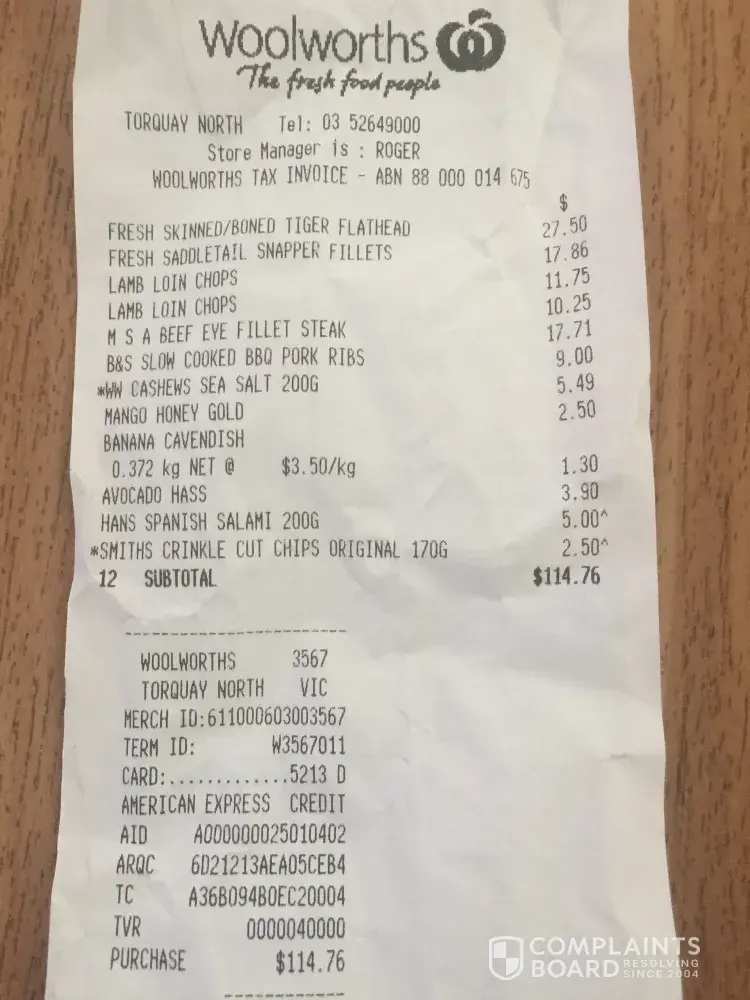 Woolworths
The fresh food people
TORQUAY NORTH Tel: 03 52649000
Store Manager is : ROGER
WOOLWORTHS TAX INVOICE - ABN 88 000 014 675
$
FRESH SKINNED/BONED TIGER FLATHEAD 27.50
FRESH SADDLETAIL SNAPPER FILLETS 17.86
LAMB LOIN CHOPS 11.75
LAMB LOIN CHOPS 10.25
M S A BEEF EYE FILLET STEAK 17.71
B&S SLOW COOKED BBQ PORK RIBS 9.00
*WW CASHEWS SEA SALT 200G 5.49
MANGO HONEY GOLD 2.50
BANANA CAVENDISH
0.372 kg NET @ $3.50/kg 1.30
AVOCADO HASS 3.90
HANS SPANISH SALAMI 200G 5.00^
*SMITHS CRINKLE CUT CHIPS ORIGINAL 170G 2.50^
12 SUBTOTAL $114.76
WOOLWORTHS 3567
TORQUAY NORTH VIC
MERCH ID:611000603003567
TERM ID: W3567011
CARD:.............5213 D
AMERICAN EXPRESS CREDIT
AID A000000025010402
ARQC 6D21213AEA05CEB4
TC A36B094B0EC20004
TVR 0000040000
PURCHASE $114.76
COMPLAINTS
BOARD RESOLVING SINCE 2004